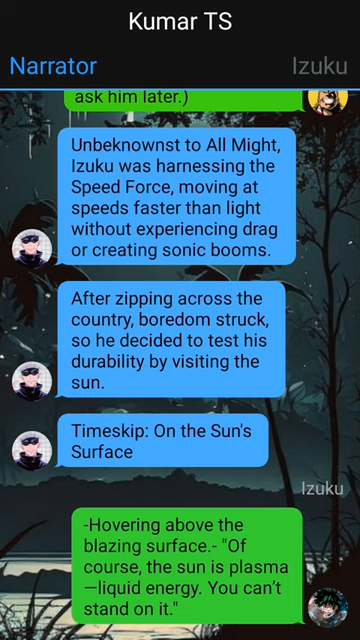 Kumar TS
Narrator
Izuku
ask him later.)
Unbeknownst to All Might,
Izuku was harnessing the
Speed Force, moving at
speeds faster than light
without experiencing drag
or creating sonic booms.
After zipping across the
country, boredom struck,
so he decided to test his
durability by visiting the
sun.
Timeskip: On the Sun's
Surface
Izuku
-Hovering above the
blazing surface.- "Of
course, the sun is plasma
—liquid energy. You can't
stand on it."